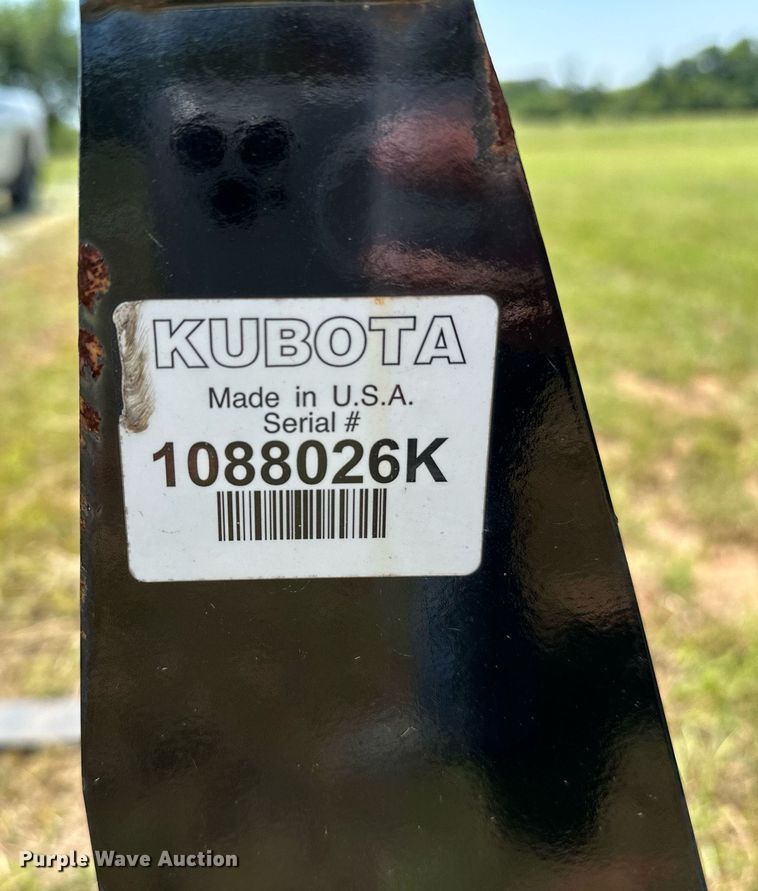 KUBOTA
Made in U.S.A.
Serial #
1088026K
Purple Wave Auction